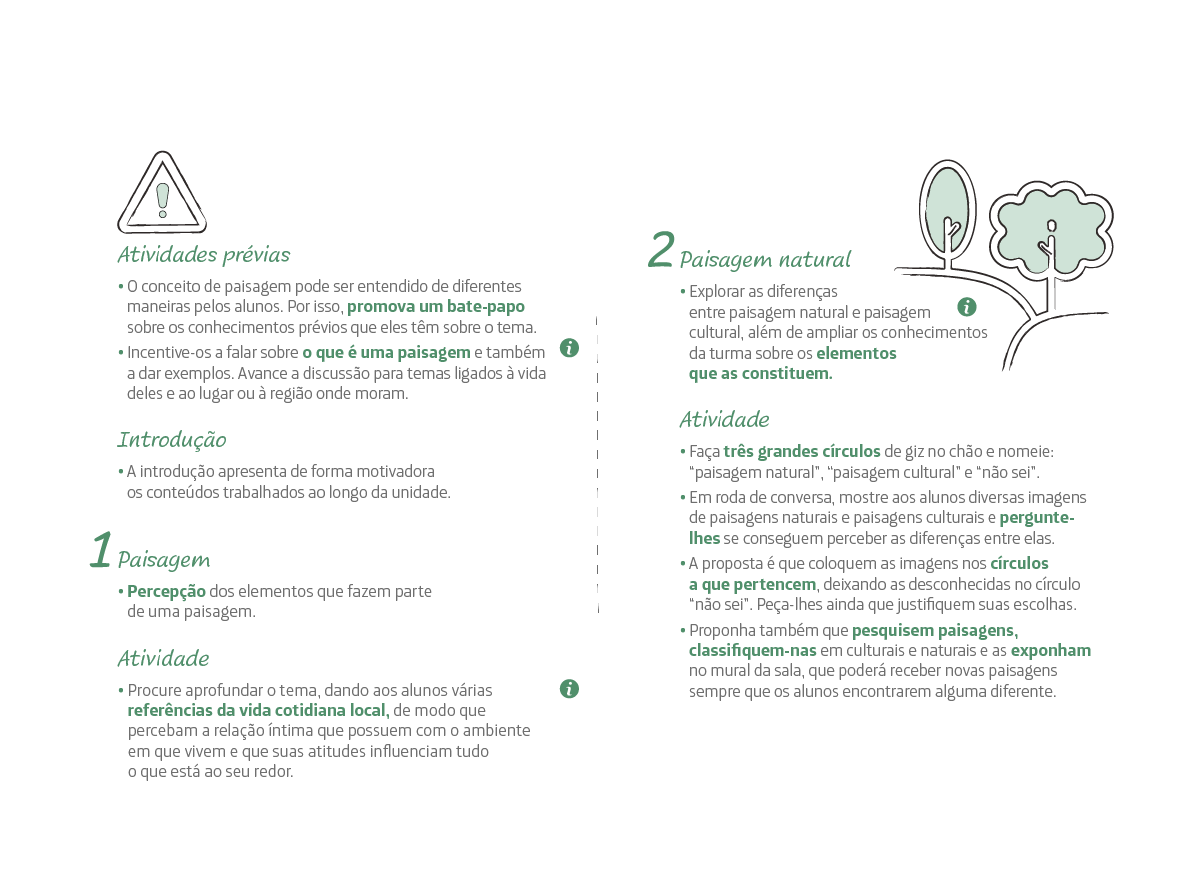 Atividades prévias
• O conceito de paisagem pode ser entendido de diferentes
maneiras pelos alunos. Por isso, promova um bate-papo
sobre os conhecimentos prévios que eles têm sobre o tema.
• Incentive-os a falar sobre o que é uma paisagem e também
a dar exemplos. Avance a discussão para temas ligados à vida
deles e ao lugar ou à região onde moram.
i
Introdução
• A introdução apresenta de forma motivadora
os conteúdos trabalhados ao longo da unidade.
1 Paisagem
• Percepção dos elementos que fazem parte
de uma paisagem.
Atividade
• Procure aprofundar o tema, dando aos alunos várias
referências da vida cotidiana local, de modo que
percebam a relação íntima que possuem com o ambiente
em que vivem e que suas atitudes influenciam tudo
o que está ao seu redor.
i
2 Paisagem natural
• Explorar as diferenças
entre paisagem natural e paisagem
cultural, além de ampliar os conhecimentos
da turma sobre os elementos
que as constituem.
i
Atividade
• Faça três grandes círculos de giz no chão e nomeie:
“paisagem natural”, “paisagem cultural” e “não sei”.
• Em roda de conversa, mostre aos alunos diversas imagens
de paisagens naturais e paisagens culturais e pergunte-
lhes se conseguem perceber as diferenças entre elas.
• A proposta é que coloquem as imagens nos círculos
a que pertencem, deixando as desconhecidas no círculo
“não sei”. Peça-lhes ainda que justifiquem suas escolhas.
• Proponha também que pesquisem paisagens,
classifiquem-nas em culturais e naturais e as exponham
no mural da sala, que poderá receber novas paisagens
sempre que os alunos encontrarem alguma diferente.